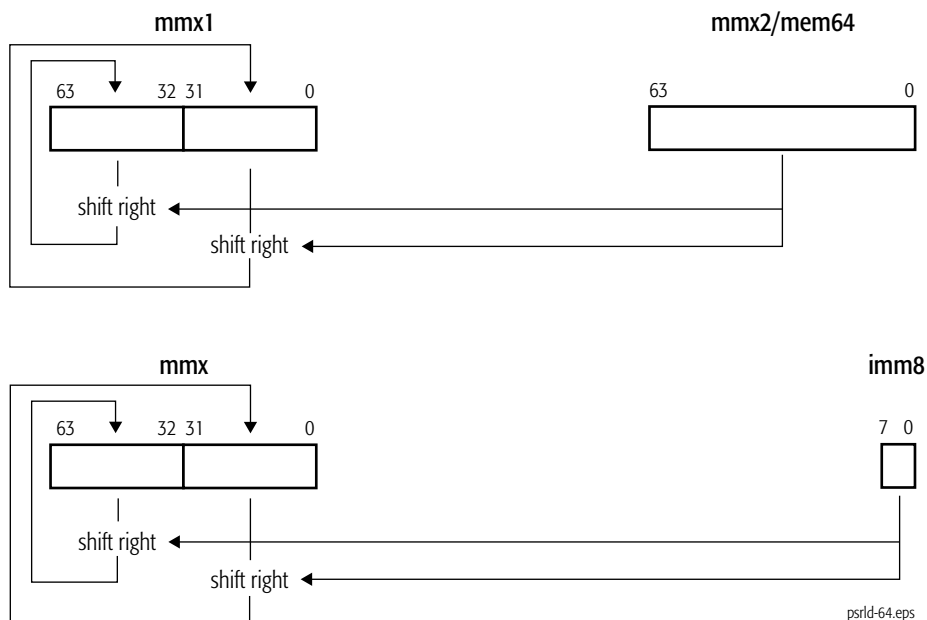 mmx1 mmx2/mem64
63 32 31 0 63 0
shift right
shift right
mmx imm8
63 32 31 0 7 0
shift right
shift right
psrld-64.eps